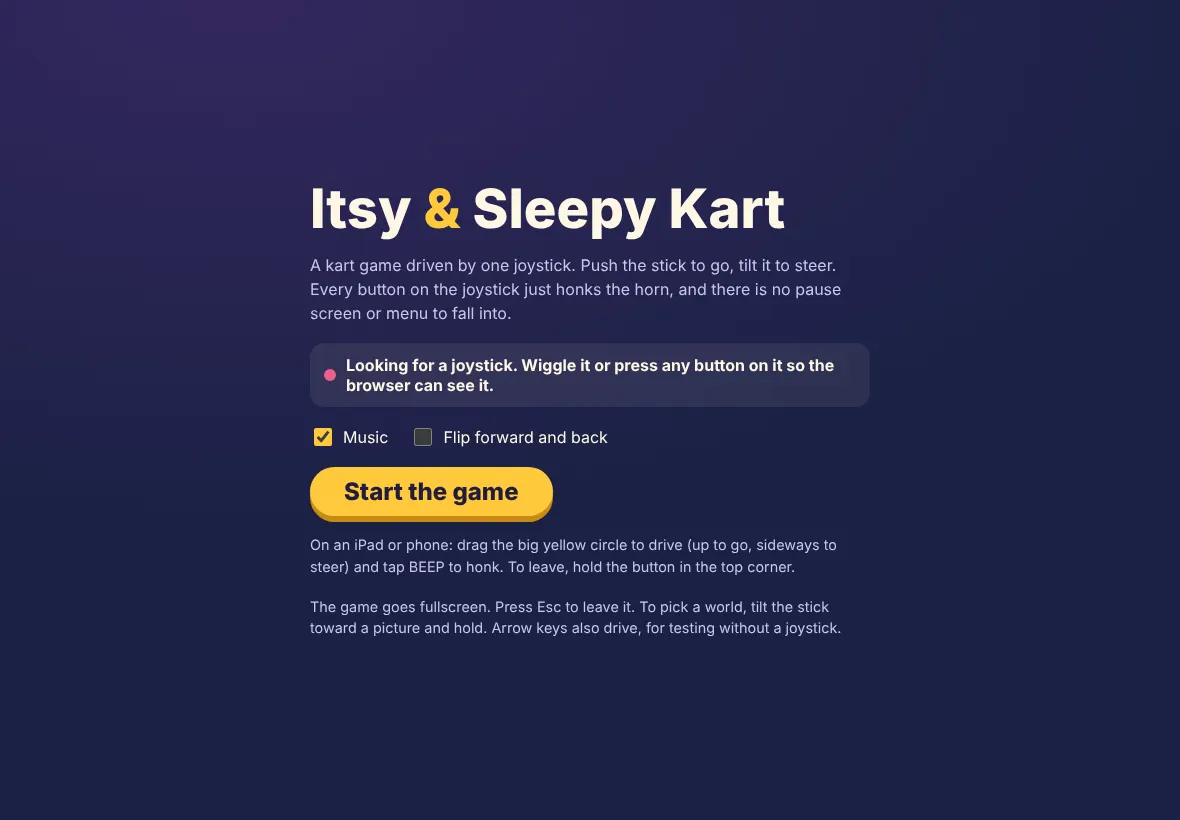 Itsy & Sleepy Kart
A kart game driven by one joystick. Push the stick to go, tilt it to steer.
Every button on the joystick just honks the horn, and there is no pause
screen or menu to fall into.
Looking for a joystick. Wiggle it or press any button on it so the
browser can see it.
Music Flip forward and back
Start the game
On an iPad or phone: drag the big yellow circle to drive (up to go, sideways to
steer) and tap BEEP to honk. To leave, hold the button in the top corner.
The game goes fullscreen. Press Esc to leave it. To pick a world, tilt the stick
toward a picture and hold. Arrow keys also drive, for testing without a joystick.